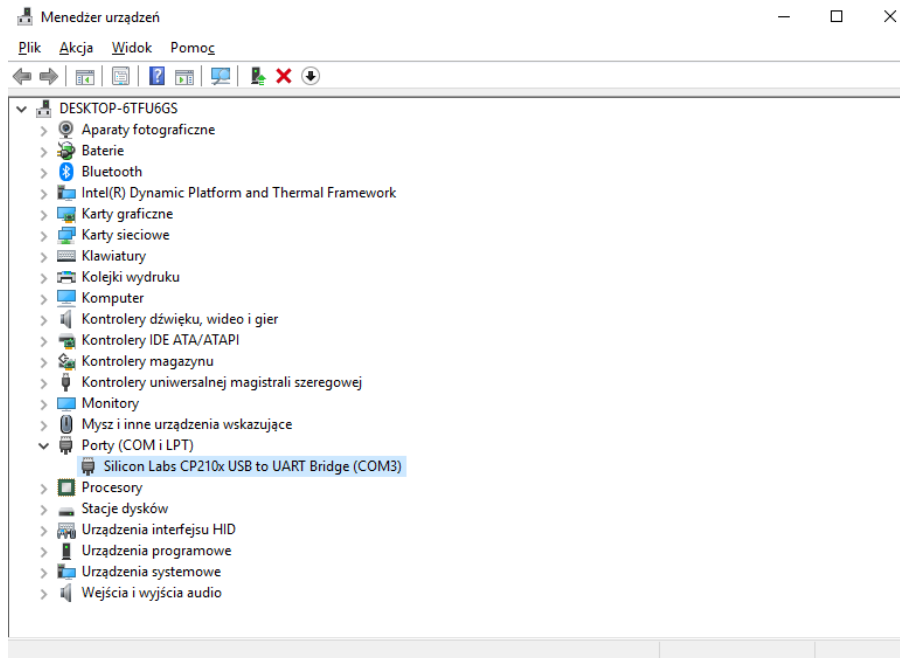 Menedżer urządzeń
Plik Akcja Widok Pomoc
DESKTOP-6TFU6GS
Aparaty fotograficzne
Baterie
Bluetooth
Intel(R) Dynamic Platform and Thermal Framework
Karty graficzne
Karty sieciowe
Klawiatury
Kolejki wydruku
Komputer
Kontrolery dźwięku, wideo i gier
Kontrolery IDE ATA/ATAPI
Kontrolery magazynu
Kontrolery uniwersalnej magistrali szeregowej
Monitory
Mysz i inne urządzenia wskazujące
Porty (COM i LPT)
Silicon Labs CP210x USB to UART Bridge (COM3)
Procesory
Stacje dysków
Urządzenia interfejsu HID
Urządzenia programowe
Urządzenia systemowe
Wejścia i wyjścia audio